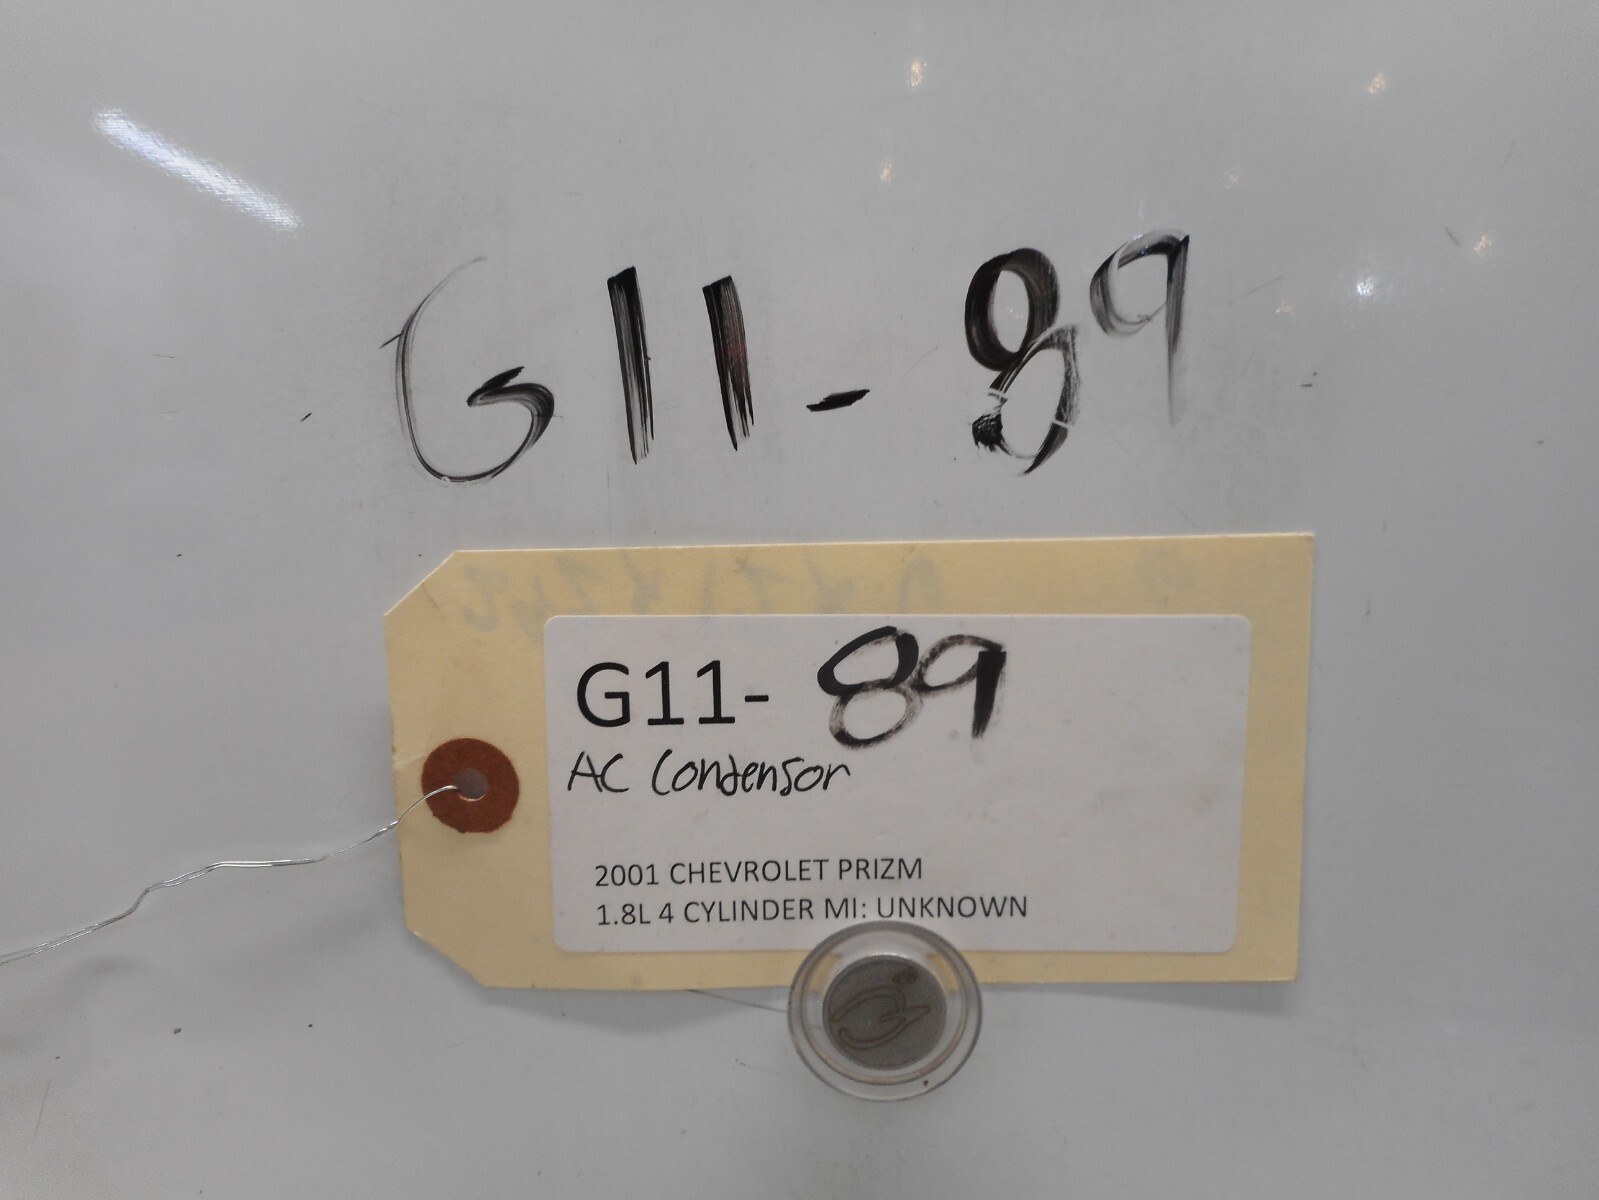 G11-89
G11-89
AC Condensor
2001 CHEVROLET PRIZM
1.8L 4 CYLINDER MI: UNKNOWN